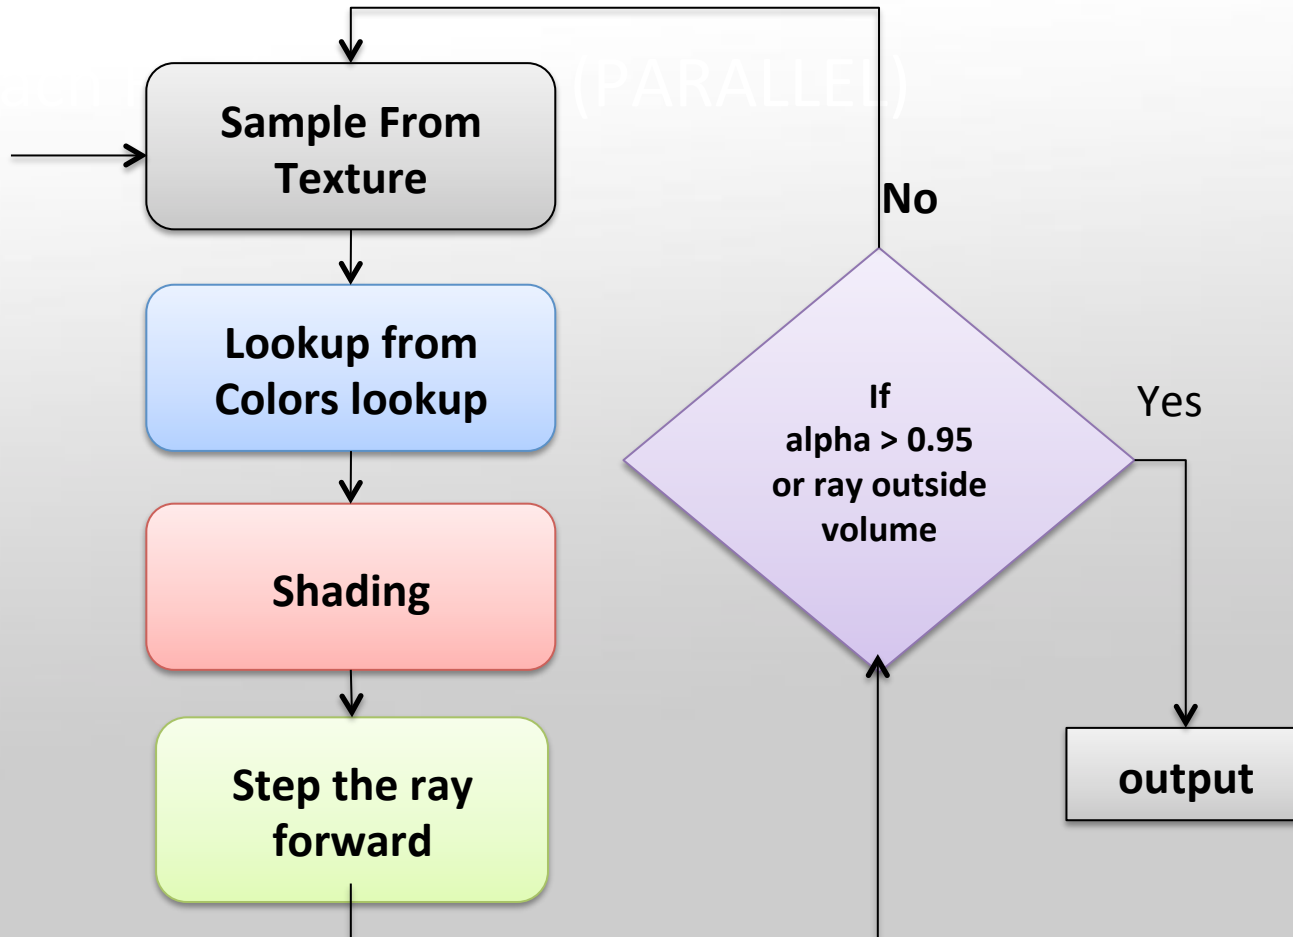 (PARALLEL)
Sample From
Texture
Lookup from
Colors lookup
Shading
Step the ray
forward
No
If
alpha > 0.95
or ray outside
volume
Yes
output